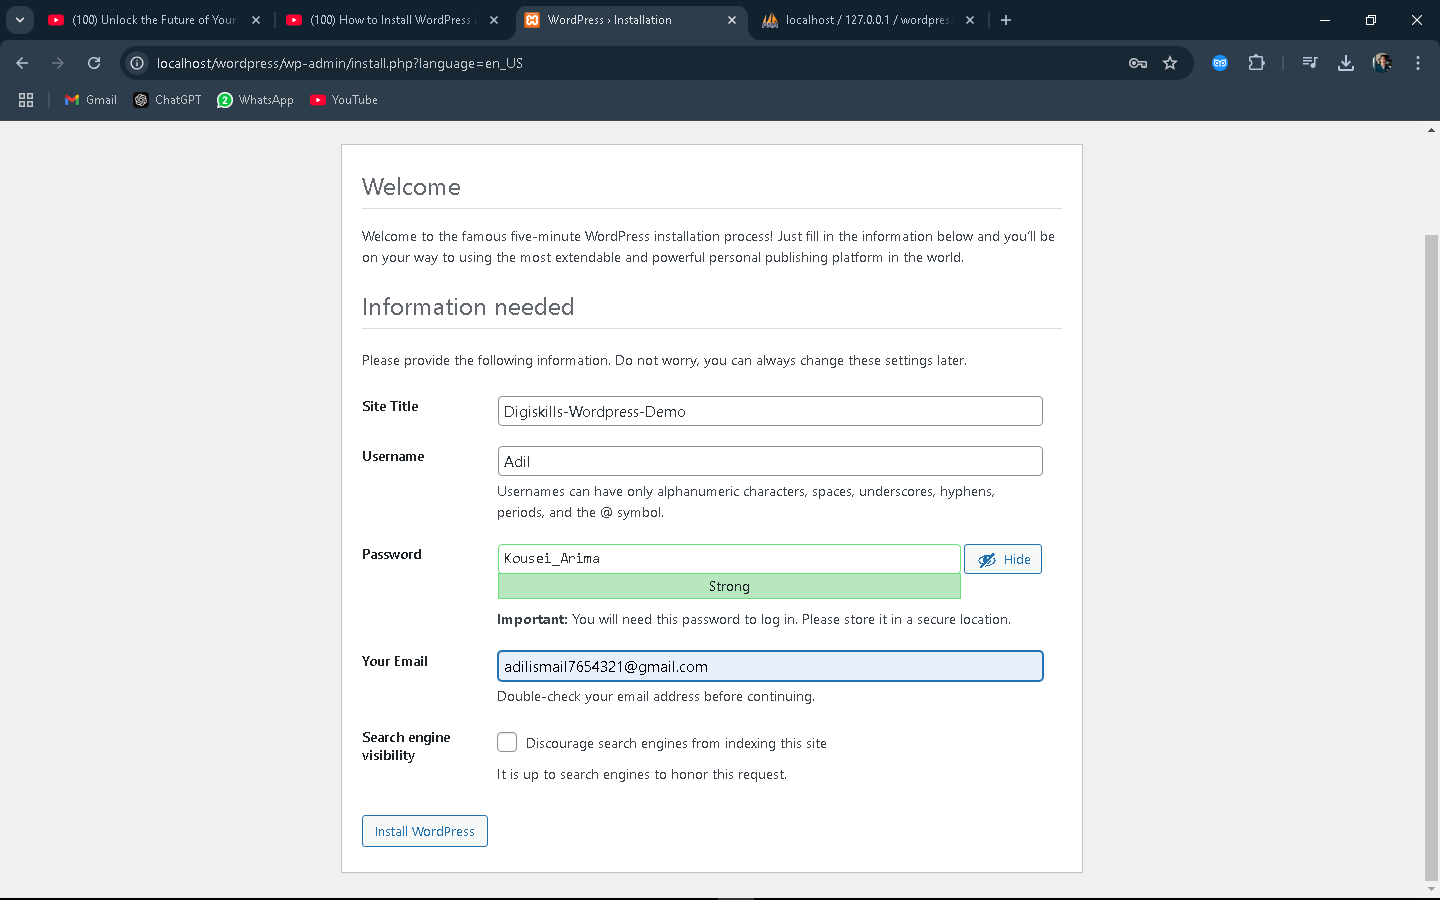 (100) Unlock the Future of Your
(100) How to Install WordPress i
WordPress › Installation
localhost / 127.0.0.1 / wordpres
localhost/wordpress/wp-admin/install.php?language=en_US
Gmail
ChatGPT
2
WhatsApp
YouTube
Welcome
Welcome to the famous five-minute WordPress installation process! Just fill in the information below and you’ll be
on your way to using the most extendable and powerful personal publishing platform in the world.
Information needed
Please provide the following information. Do not worry, you can always change these settings later.
Site Title
Digiskills-Wordpress-Demo
Username
Adil
Usernames can have only alphanumeric characters, spaces, underscores, hyphens,
periods, and the @ symbol.
Password
Kousei_Arima
Hide
Strong
Important: You will need this password to log in. Please store it in a secure location.
Your Email
adilismail7654321@gmail.com
Double-check your email address before continuing.
Search engine
visibility
Discourage search engines from indexing this site
It is up to search engines to honor this request.
Install WordPress